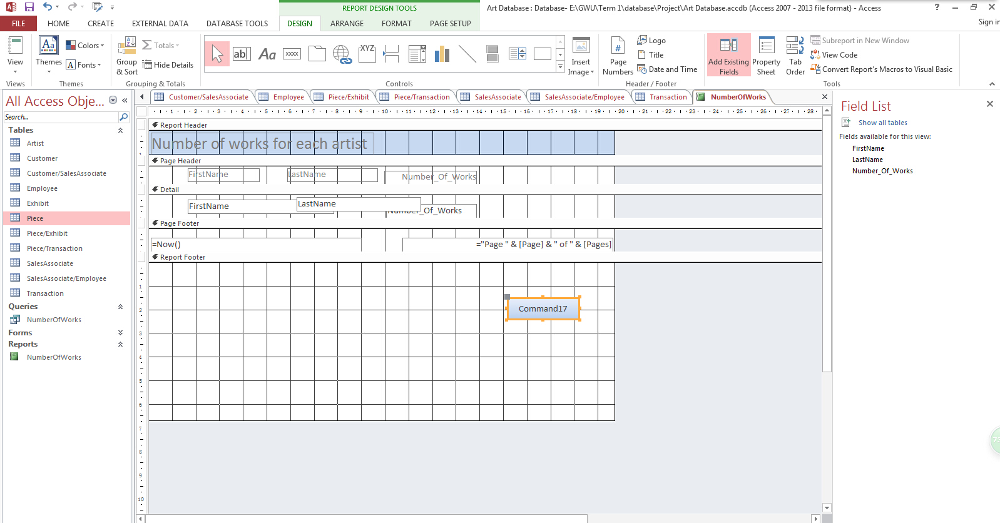 REPORT DESIGN TOOLS
Art Database : Database- E:\GWU\Term 1\database\Project\Art Database.accdb (Access 2007 - 2013 file format) - Access
?
FILE
HOME
CREATE
EXTERNAL DATA
DATABASE TOOLS
DESIGN
ARRANGE
FORMAT
PAGE SETUP
Sign in
View
Views
Aa
Themes
Colors
Fonts
Themes
Group & Sort
Totals
Hide Details
Grouping & Totals
ab|
Aa
xxxx
XYZ
Controls
Insert Image
Page Numbers
Logo
Title
Date and Time
Header / Footer
Add Existing Fields
Property Sheet
Tab Order
Subreport in New Window
View Code
Convert Report's Macros to Visual Basic
Tools
All Access Obje...
Search...
Tables
Artist
Customer
Customer/SalesAssociate
Employee
Exhibit
Piece
Piece/Exhibit
Piece/Transaction
SalesAssociate
SalesAssociate/Employee
Transaction
Queries
NumberOfWorks
Forms
Reports
NumberOfWorks
Customer/SalesAssociate
Employee
Piece/Exhibit
Piece/Transaction
SalesAssociate
SalesAssociate/Employee
Transaction
NumberOfWorks
1 2 3 4 5 6 7 8 9 10 11 12 13 14 15 16 17 18 19 20 21 22 23 24 25 26 27 28
Report Header
Number of works for each artist
1
Page Header
FirstName
LastName
Number_Of_Works
Detail
FirstName
LastName
Number_Of_Works
Page Footer
=Now()
="Page " & [Page] & " of " & [Pages]
Report Footer
1
2
Command17
3
4
5
6
7
8
9
10
Field List
Show all tables
Fields available for this view:
FirstName
LastName
Number_Of_Works